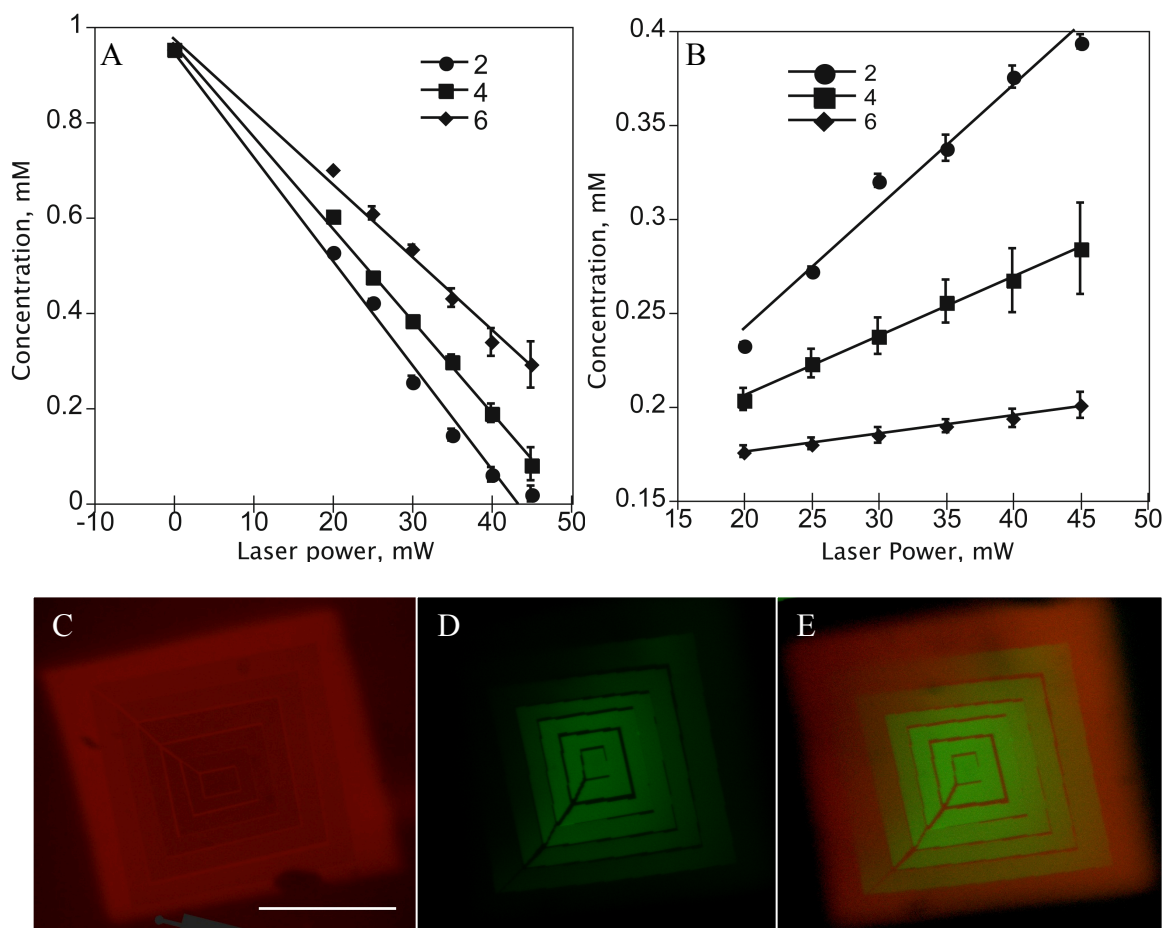 A
2
4
6
1
0.8
0.6
0.4
0.2
0
-10 0 10 20 30 40 50
Concentration, mM
Laser power, mW
B
2
4
6
0.4
0.35
0.3
0.25
0.2
0.15
15 20 25 30 35 40 45 50
Concentration, mM
Laser Power, mW
C
D
E